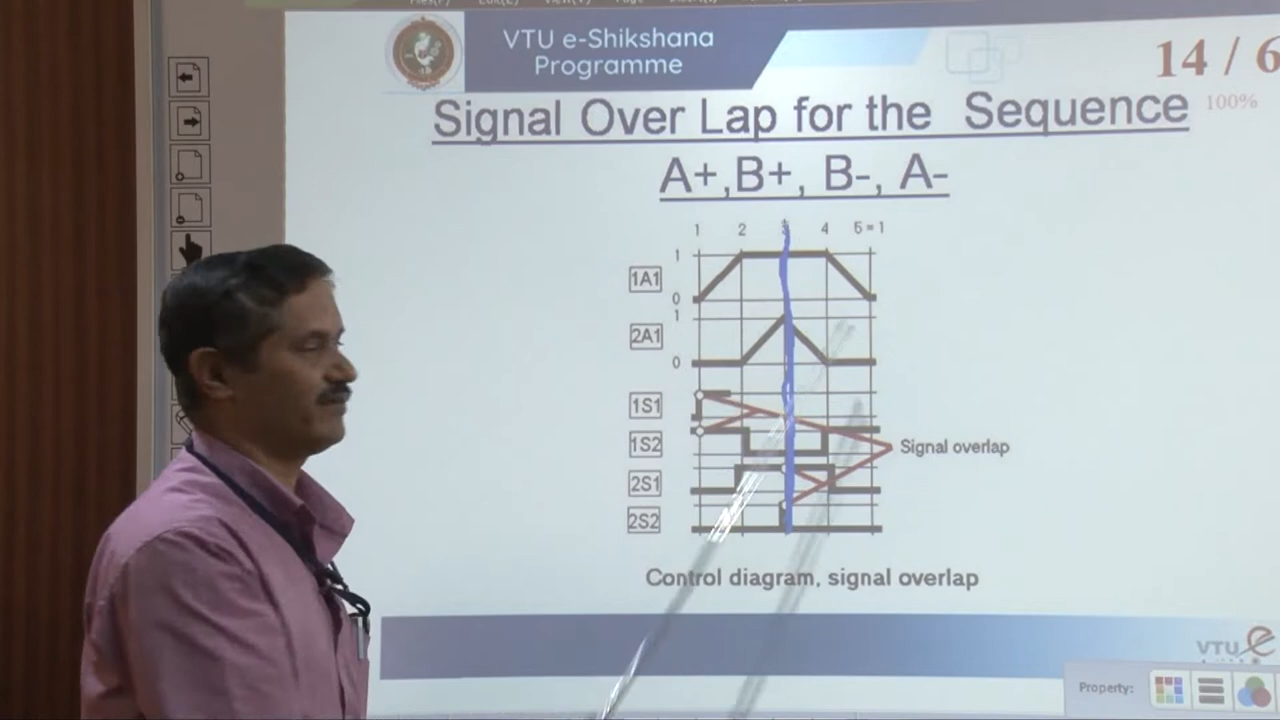 VTU e-Shikshana
Programme
14 / 6
100%
Signal Over Lap for the Sequence
A+,B+, B-, A-
1 2 3 4 5=1
1
1A1
0
1
2A1
0
1S1
1S2
Signal overlap
2S1
2S2
Control diagram, signal overlap
VTU e
Property: